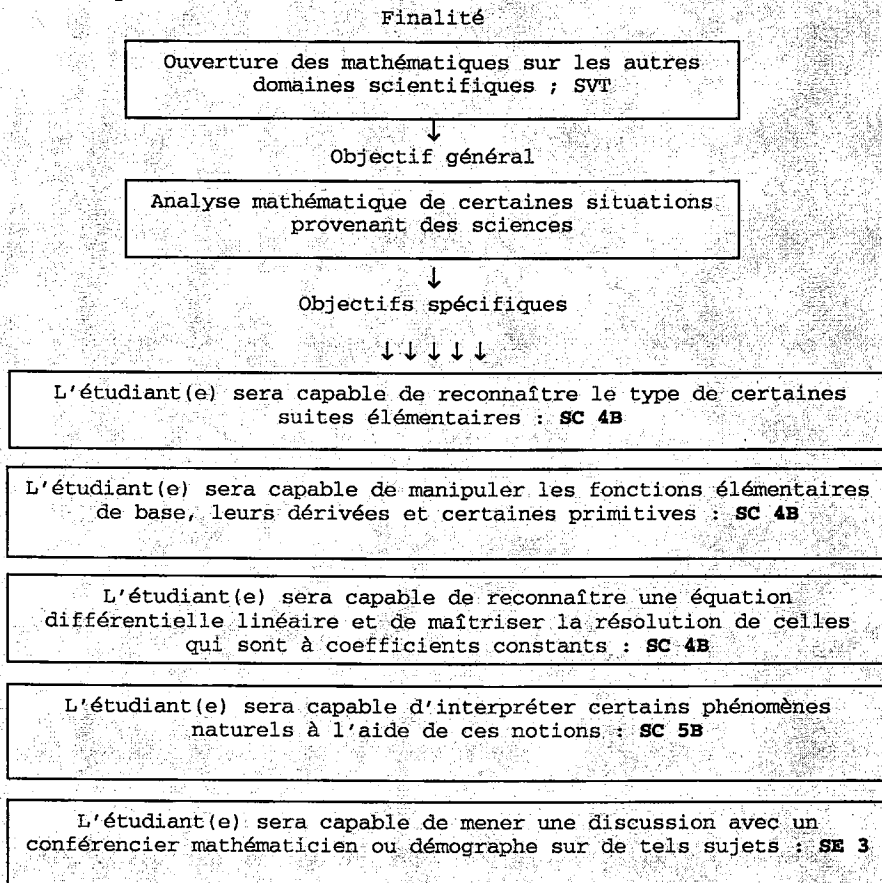 Finalité
Ouverture des mathématiques sur les autres
domaines scientifiques ; SVT
↓
Objectif général
Analyse mathématique de certaines situations
provenant des sciences
↓
Objectifs spécifiques
↓↓↓↓↓
L'étudiant(e) sera capable de reconnaître le type de certaines
suites élémentaires : SC 4B
L'étudiant(e) sera capable de manipuler les fonctions élémentaires
de base, leurs dérivées et certaines primitives : SC 4B
L'étudiant(e) sera capable de reconnaître une équation
différentielle linéaire et de maîtriser la résolution de celles
qui sont à coefficients constants : SC 4B
L'étudiant(e) sera capable d'interpréter certains phénomènes
naturels à l'aide de ces notions : SC 5B
L'étudiant(e) sera capable de mener une discussion avec un
conférencier mathématicien ou démographe sur de tels sujets : SE 3